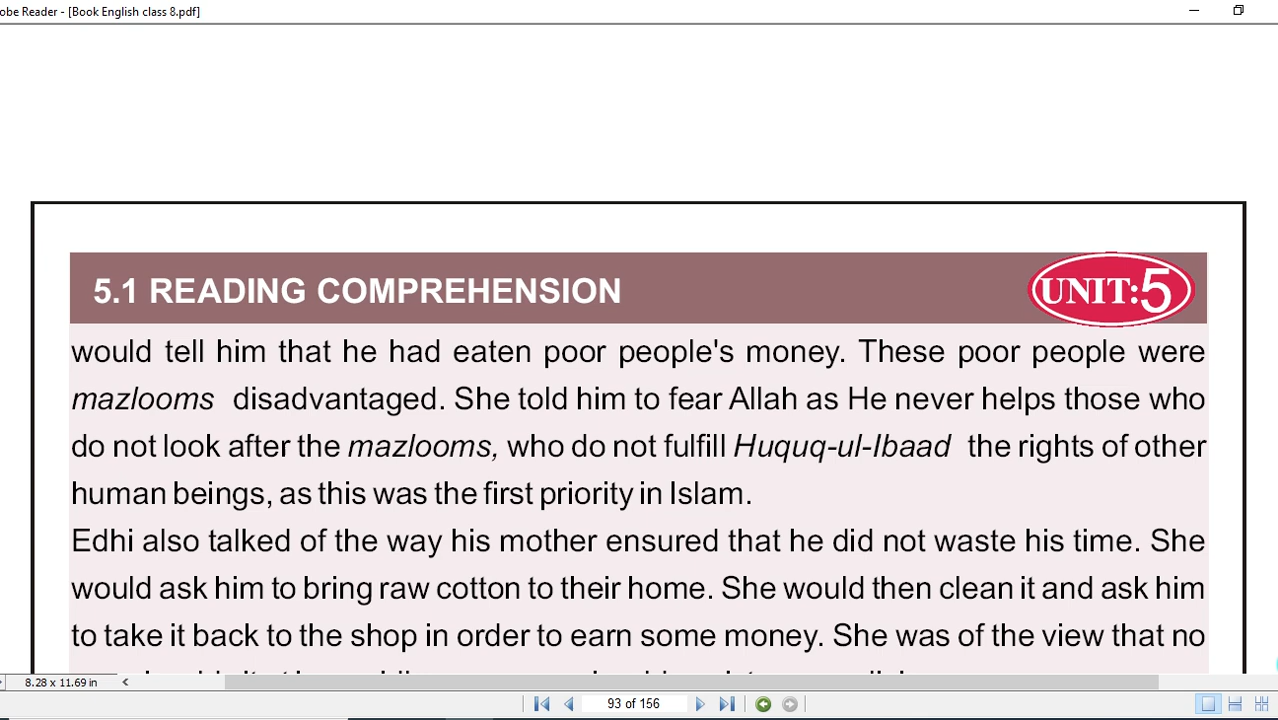 obe Reader - [Book English class 8.pdf]
5.1 READING COMPREHENSION
UNIT:5
would tell him that he had eaten poor people's money. These poor people were
mazlooms disadvantaged. She told him to fear Allah as He never helps those who
do not look after the mazlooms, who do not fulfill Huquq-ul-Ibaad the rights of other
human beings, as this was the first priority in Islam.
Edhi also talked of the way his mother ensured that he did not waste his time. She
would ask him to bring raw cotton to their home. She would then clean it and ask him
to take it back to the shop in order to earn some money. She was of the view that no
8.28 x 11.69 in
93 of 156